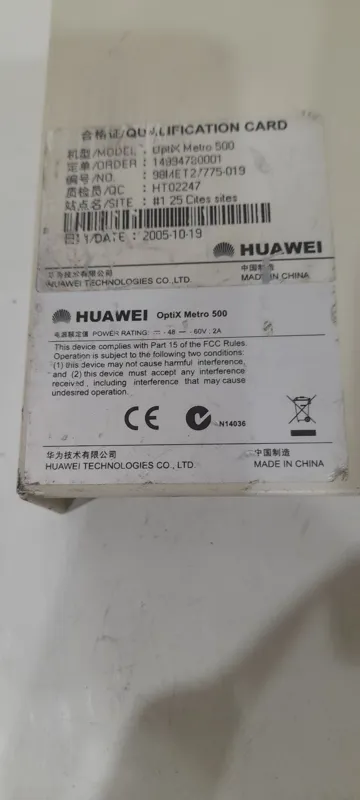 合格证/QUALIFICATION CARD
机型/MODEL : OptiX Metro 500
定单/ORDER : 14994780001
编号/NO. : 98I4ET2/775-019
质检员/QC : HT02247
站点名/SITE : #1 25 Cites sites
日期/DATE : 2005-10-19
HUAWEI
华为技术有限公司 中国制造
HUAWEI TECHNOLOGIES CO.,LTD MADE IN CHINA
HUAWEI OptiX Metro 500
电源额定值 POWER RATING: -48 — -60V; 2A
This device complies with Part 15 of the FCC Rules.
Operation is subject to the following two conditions:
(1) this device may not cause harmful interference,
and (2) this device must accept any interference
received, including interference that may cause
undesired operation.
CE N14036
华为技术有限公司 中国制造
HUAWEI TECHNOLOGIES CO., LTD MADE IN CHINA